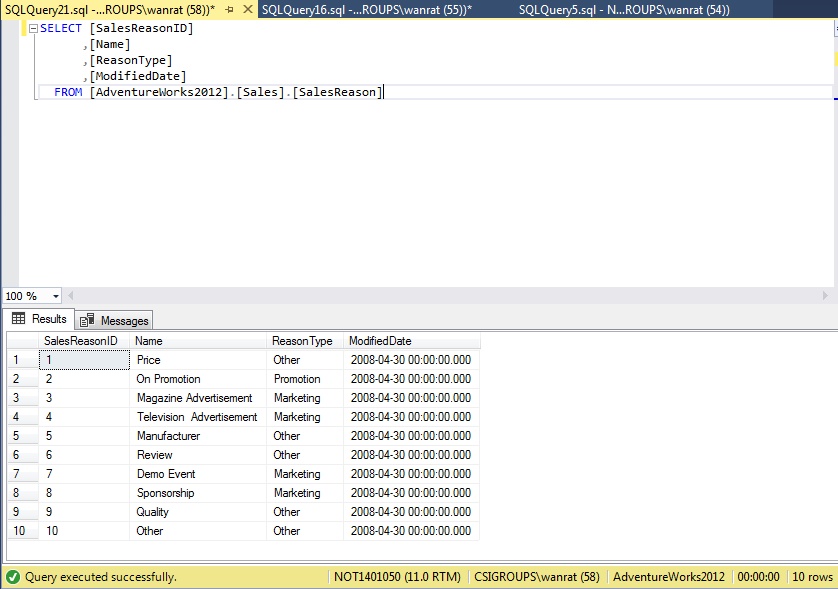 SQLQuery21.sql -...ROUPS\wanrat (58))* SQLQuery16.sql -...ROUPS\wanrat (55))* SQLQuery5.sql - N...ROUPS\wanrat (54))
SELECT [SalesReasonID]
,[Name]
,[ReasonType]
,[ModifiedDate]
FROM [AdventureWorks2012].[Sales].[SalesReason]
100 %
Results Messages
SalesReasonID Name ReasonType ModifiedDate
1 1 Price Other 2008-04-30 00:00:00.000
2 2 On Promotion Promotion 2008-04-30 00:00:00.000
3 3 Magazine Advertisement Marketing 2008-04-30 00:00:00.000
4 4 Television  Advertisement Marketing 2008-04-30 00:00:00.000
5 5 Manufacturer Other 2008-04-30 00:00:00.000
6 6 Review Other 2008-04-30 00:00:00.000
7 7 Demo Event Marketing 2008-04-30 00:00:00.000
8 8 Sponsorship Marketing 2008-04-30 00:00:00.000
9 9 Quality Other 2008-04-30 00:00:00.000
10 10 Other Other 2008-04-30 00:00:00.000
Query executed successfully. NOT1401050 (11.0 RTM) CSIGROUPS\wanrat (58) AdventureWorks2012 00:00:00 10 rows